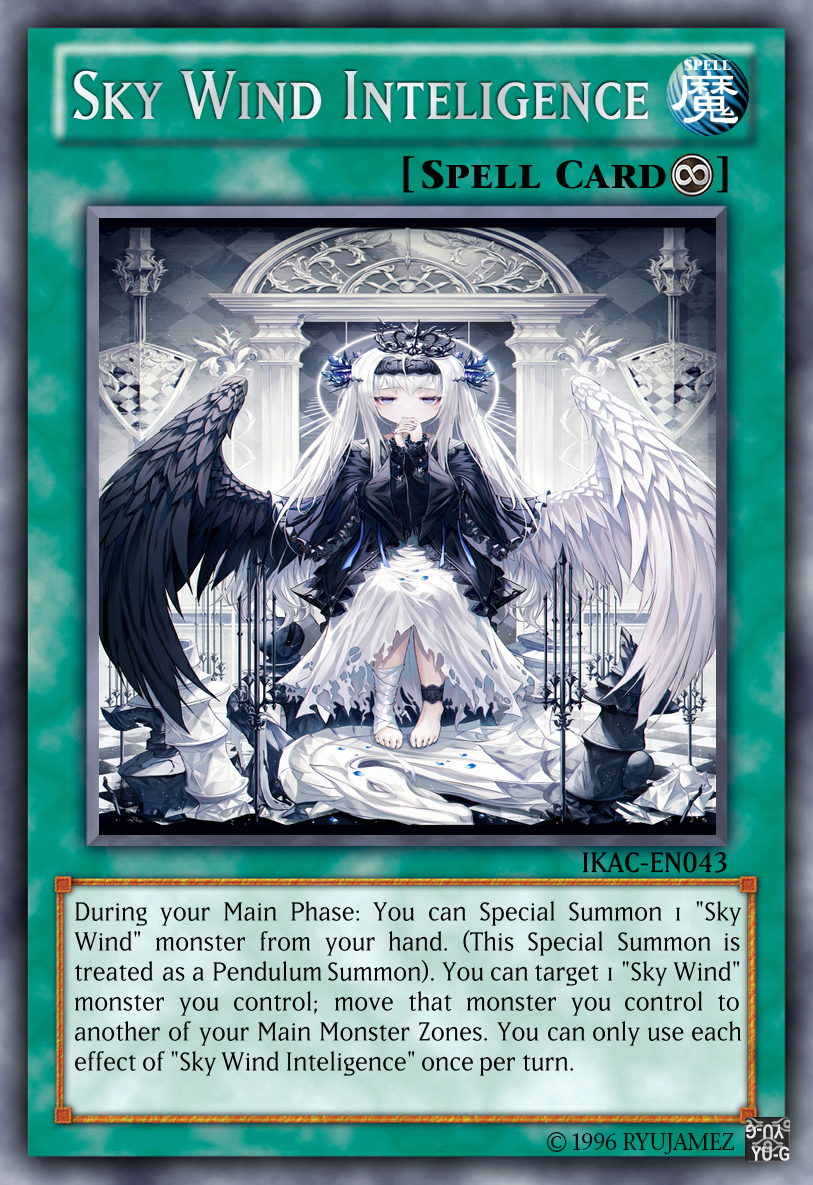 Sky Wind Inteligence
SPELL
魔
[Spell Card]
IKAC-EN043
During your Main Phase: You can Special Summon 1 "Sky
Wind" monster from your hand. (This Special Summon is
treated as a Pendulum Summon). You can target 1 "Sky Wind"
monster you control; move that monster you control to
another of your Main Monster Zones. You can only use each
effect of "Sky Wind Inteligence" once per turn.
© 1996 RYUJAMEZ
YU-G